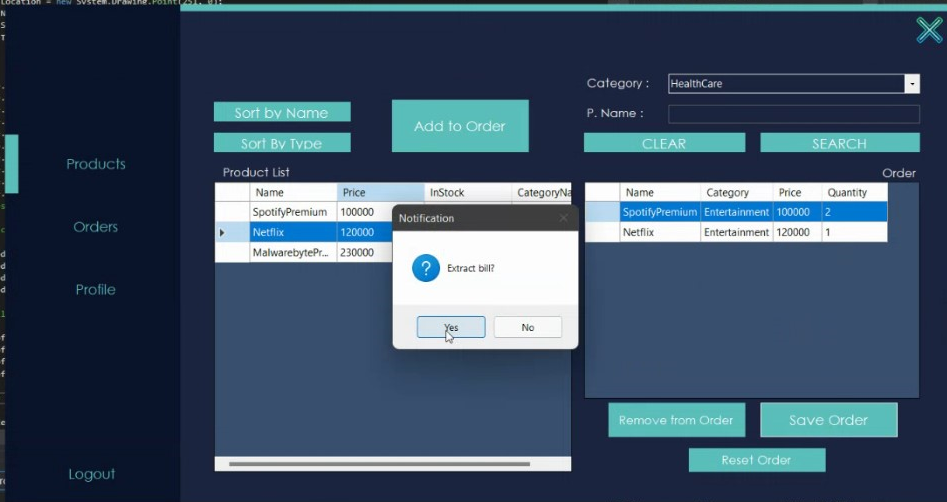 Location = new System.Drawing.Point(251, 0);
Category :
HealthCare
P. Name :
Sort by Name
Add to Order
Sort By Type
CLEAR
SEARCH
Products
Product List
Order
Name Price InStock CategoryNa
Name Category Price Quantity
SpotifyPremium 100000
SpotifyPremium Entertainment 100000 2
Netflix 120000
Netflix Entertainment 120000 1
MalwarebytePr... 230000
Notification
Extract bill?
Yes
No
Orders
Profile
Remove from Order
Save Order
Reset Order
Logout